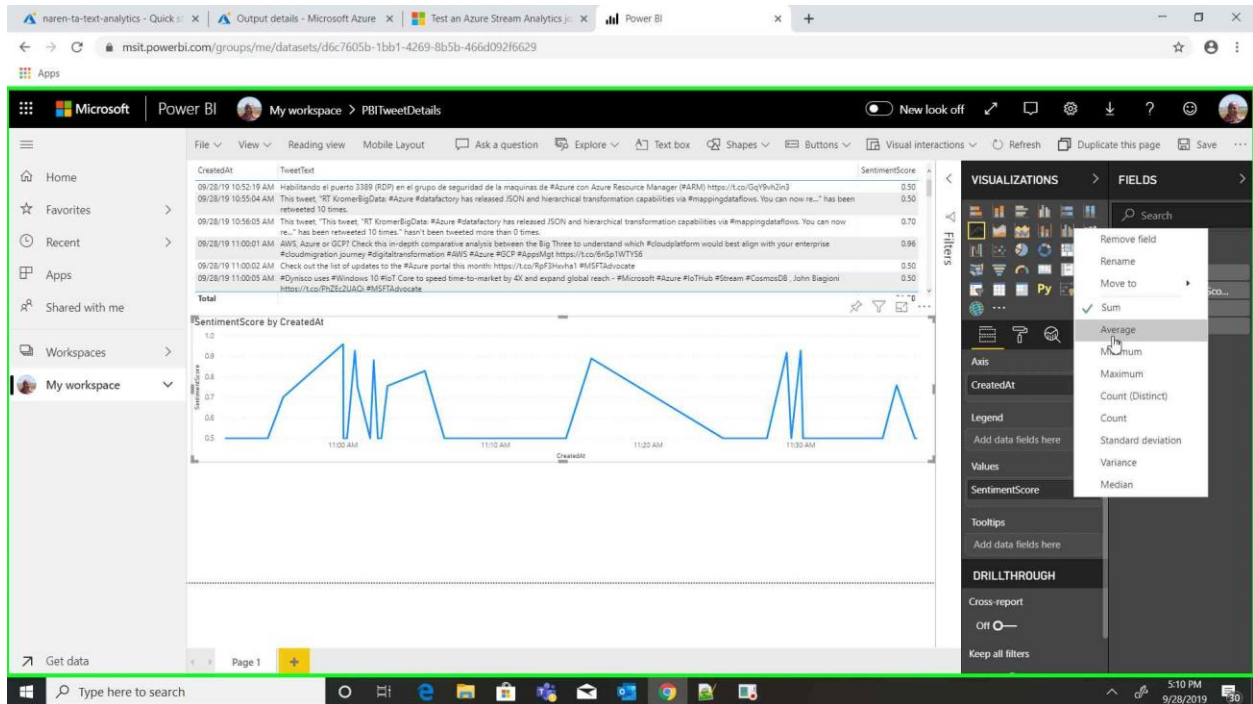 naren-ta-text-analytics - Quick s
Output details - Microsoft Azure
Test an Azure Stream Analytics jo
Power BI
msit.powerbi.com/groups/me/datasets/d6c7605b-1bb1-4269-8b5b-466d092f6629
Apps
Microsoft
Power BI
My workspace > PBITweetDetails
New look off
File
View
Reading view
Mobile Layout
Ask a question
Explore
Text box
Shapes
Buttons
Visual interactions
Refresh
Duplicate this page
Save
Home
Favorites
Recent
Apps
Shared with me
Workspaces
My workspace
Get data
CreatedAt TweetText SentimentScore
09/28/19 10:52:19 AM Habilitando el puerto 3389 (RDP) en el grupo de seguridad de la maquinas de #Azure con Azure Resource Manager (#ARM) https://t.co/GqY9vh2in3 0.50
09/28/19 10:55:04 AM This tweet, "RT KromerBigData: #Azure #datafactory has released JSON and hierarchical transformation capabilities via #mappingdataflows. You can now re..." has been 0.50
retweeted 10 times.
09/28/19 10:56:05 AM This tweet, "This tweet, "RT KromerBigData: #Azure #datafactory has released JSON and hierarchical transformation capabilities via #mappingdataflows. You can now 0.70
re..." has been retweeted 10 times." hasn't been tweeted more than 0 times.
09/28/19 11:00:01 AM AWS, Azure or GCP? Check this in-depth comparative analysis between the Big Three to understand which #cloudplatform would best align with your enterprise 0.96
#cloudmigration journey #digitaltransformation #AWS #Azure #GCP #AppsMgt https://t.co/6nSp1WTYS6
09/28/19 11:00:02 AM Check out the list of updates to the #Azure portal this month: https://t.co/RpF3Hxvha1 #MSFTAdvocate 0.50
09/28/19 11:00:05 AM #Dynisco uses #Windows 10 #IoT Core to speed time-to-market by 4X and expand global reach - #Microsoft #Azure #IoTHub #Stream #CosmosDB , John Biagioni 0.50
https://t.co/PHZEc2UAOi #MSFTAdvocate
Total
SentimentScore by CreatedAt
1.0
0.9
0.8
0.7
0.6
0.5
SentimentScore
11:00 AM
11:10 AM
11:20 AM
11:30 AM
CreatedAt
Page 1
Filters
VISUALIZATIONS
FIELDS
Search
Py
Sco...
Remove field
Rename
Move to
Sum
Average
Minimum
Maximum
Count (Distinct)
Count
Standard deviation
Variance
Median
Axis
CreatedAt
Legend
Add data fields here
Values
SentimentScore
Tooltips
Add data fields here
DRILLTHROUGH
Cross-report
Off
Keep all filters
Type here to search
5:10 PM
9/28/2019
30